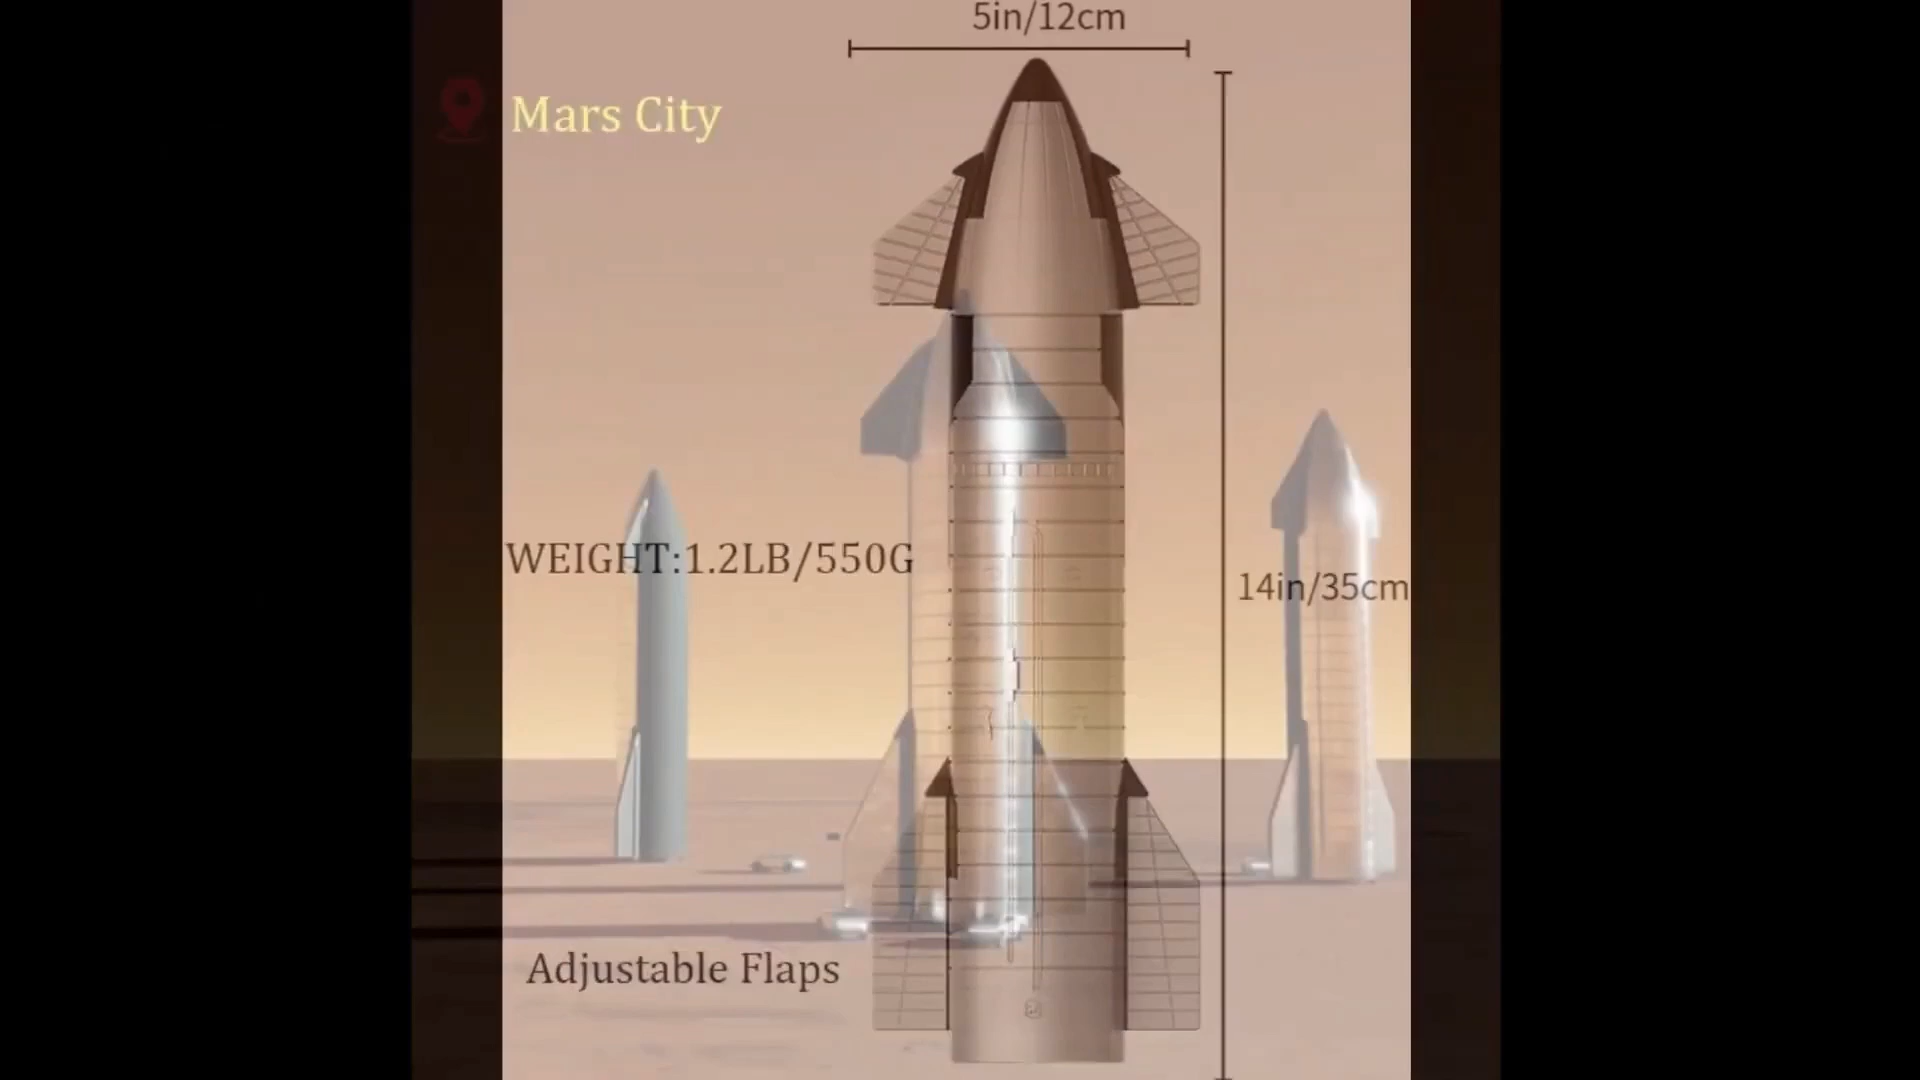 5in/12cm
Mars City
WEIGHT:1.2LB/550G
14in/35cm
Adjustable Flaps